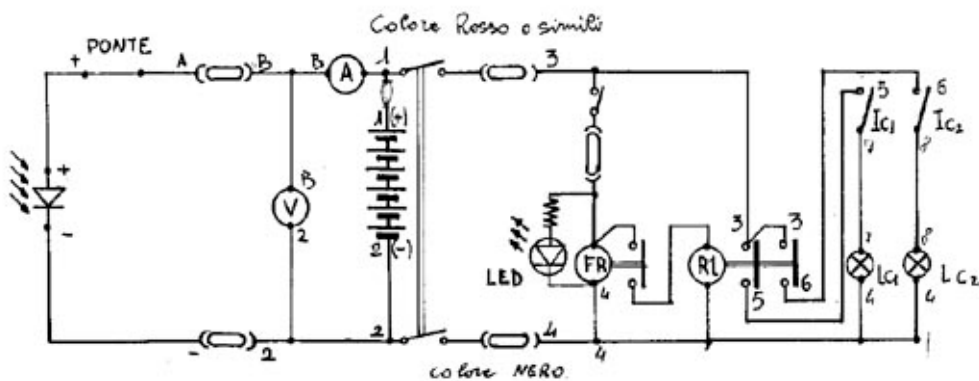 Colore Rosso o simili
+ PONTE A B B A 1 3
1 (+)
5 6
Ic1 Ic2
7 8
+
-
B
V
2
2 (-)
LED
FR
4
R1
3 3
5 6
7 8
Lc1 Lc2
4 4
- 2 2 4 4
colore NERO.